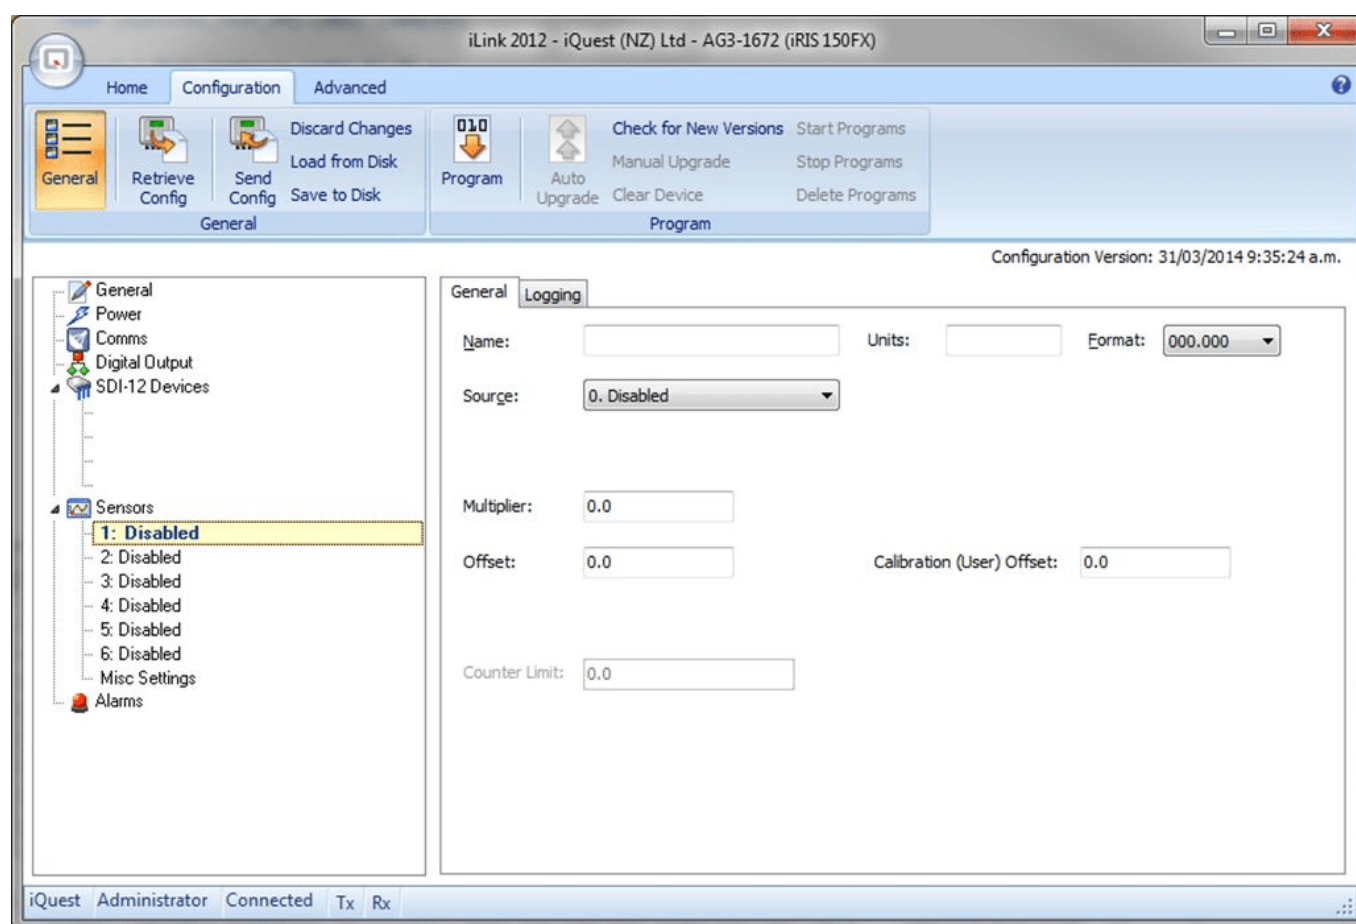 iLink 2012 - iQuest (NZ) Ltd - AG3-1672 (iRIS 150FX)
Home Configuration Advanced
General
Retrieve Config
Send Config
Discard Changes
Load from Disk
Save to Disk
General
010
Program
Auto Upgrade
Check for New Versions
Manual Upgrade
Clear Device
Start Programs
Stop Programs
Delete Programs
Program
Configuration Version: 31/03/2014 9:35:24 a.m.
General
Power
Comms
Digital Output
SDI-12 Devices
Sensors
1: Disabled
2: Disabled
3: Disabled
4: Disabled
5: Disabled
6: Disabled
Misc Settings
Alarms
General Logging
Name: Units: Format: 000.000
Source: 0. Disabled
Multiplier: 0.0
Offset: 0.0 Calibration (User) Offset: 0.0
Counter Limit: 0.0
iQuest Administrator Connected Tx Rx